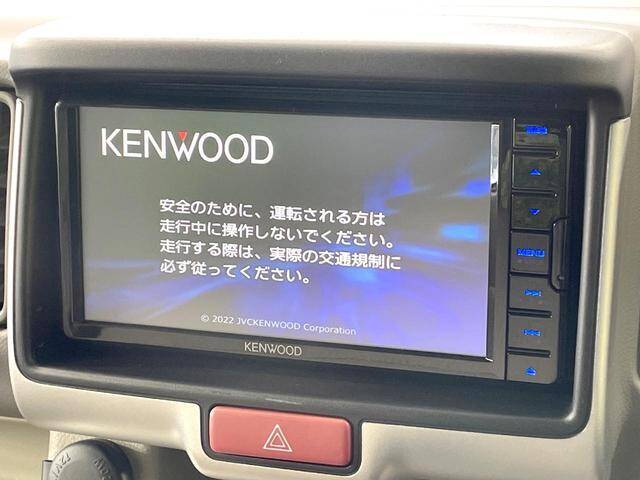 KENWOOD
安全のために、運転される方は
走行中に操作しないでください。
走行する際は、実際の交通規制に
必ず従ってください。
© 2022 JVCKENWOOD Corporation
KENWOOD
MENU